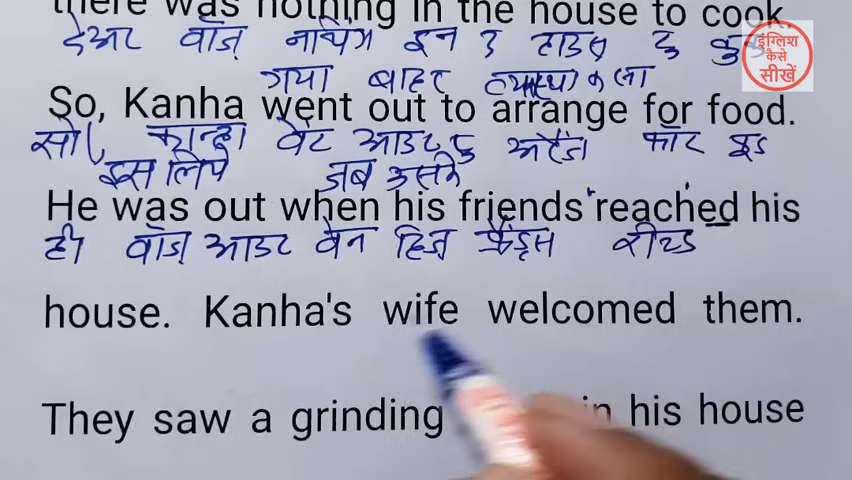 there was nothing in the house to cook.
देअर वॉज़ नथिंग इन द हाउस टू कुक
इंग्लिश
कैसे
सीखें
गया बाहर व्यवस्था करना
So, Kanha went out to arrange for food.
सो, कान्हा वेंट आउट टू अरेंज फॉर फूड
इसलिए जब उसके
He was out when his friends reached his
ही वॉज़ आउट वेन हिज़ फ्रेंड्स रीच्ड
house. Kanha's wife welcomed them.
They saw a grinding in his house